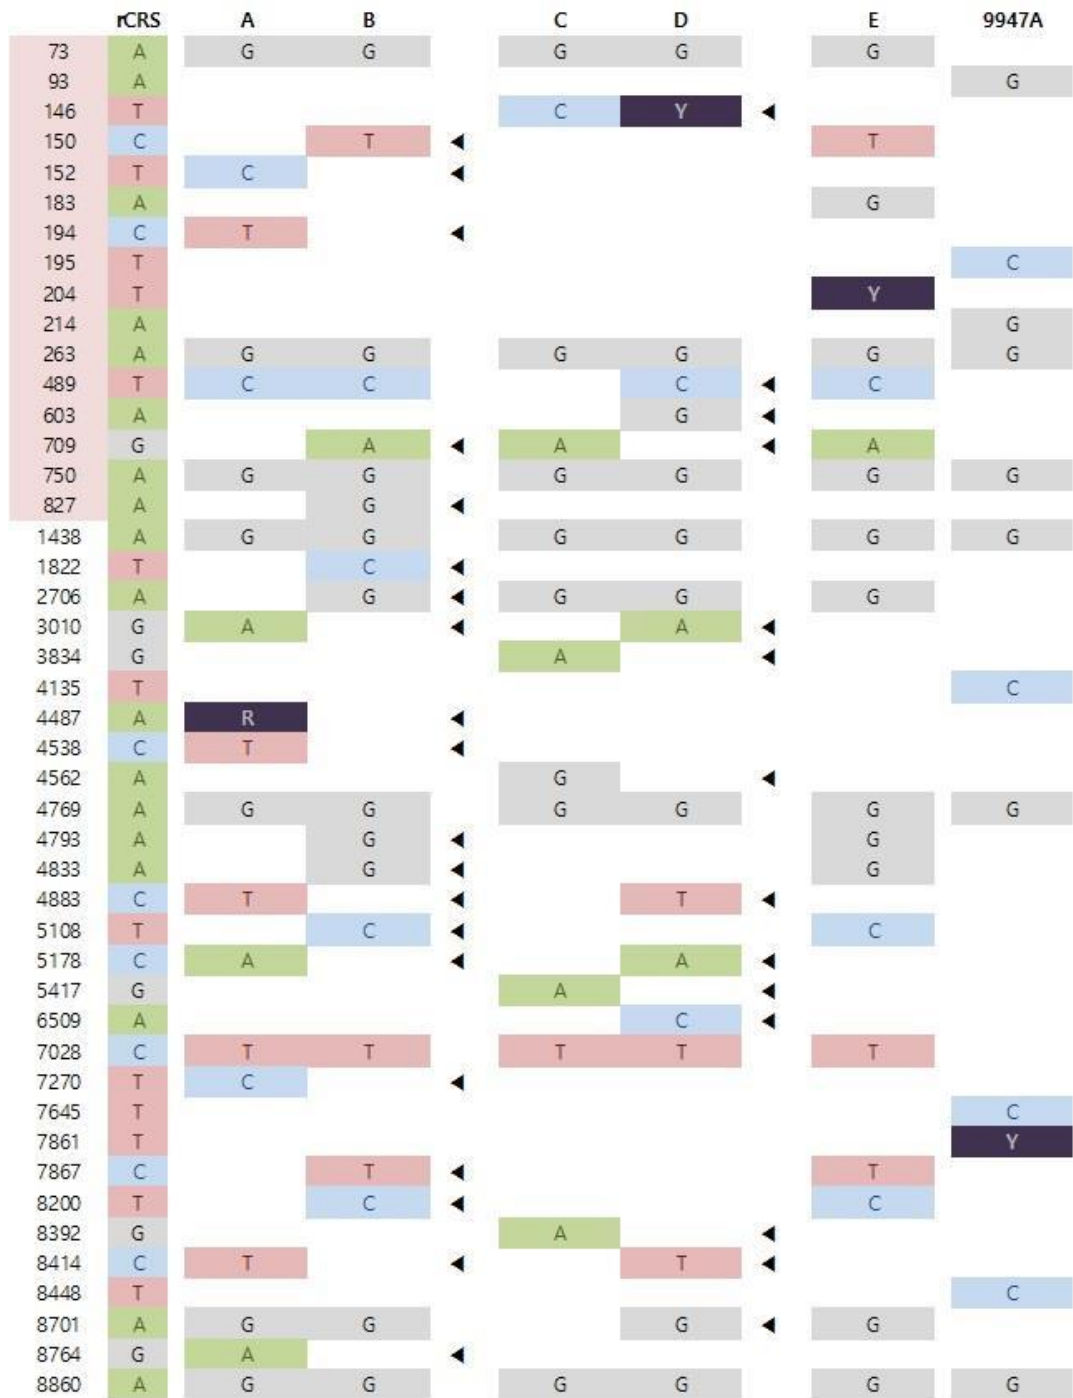 rCRS A B C D E 9947A
73 A G G G G G
93 A G
146 T C Y ◄
150 C T ◄ T
152 T C ◄
183 A G
194 C T ◄
195 T C
204 T Y
214 A G
263 A G G G G G G
489 T C C C ◄ C
603 A G ◄
709 G A ◄ A ◄ A
750 A G G G G G G
827 A G ◄
1438 A G G G G G G
1822 T C ◄
2706 A G ◄ G G G
3010 G A ◄ A ◄
3834 G A ◄
4135 T C
4487 A R ◄
4538 C T ◄
4562 A G ◄
4769 A G G G G G G
4793 A G ◄ G
4833 A G ◄ G
4883 C T ◄ T ◄
5108 T C ◄ C
5178 C A ◄ A ◄
5417 G A ◄
6509 A C ◄
7028 C T T T T T
7270 T C ◄
7645 T C
7861 T Y
7867 C T ◄ T
8200 T C ◄ C
8392 G A ◄
8414 C T ◄ T ◄
8448 T C
8701 A G G G ◄ G
8764 G A ◄
8860 A G G G G G G